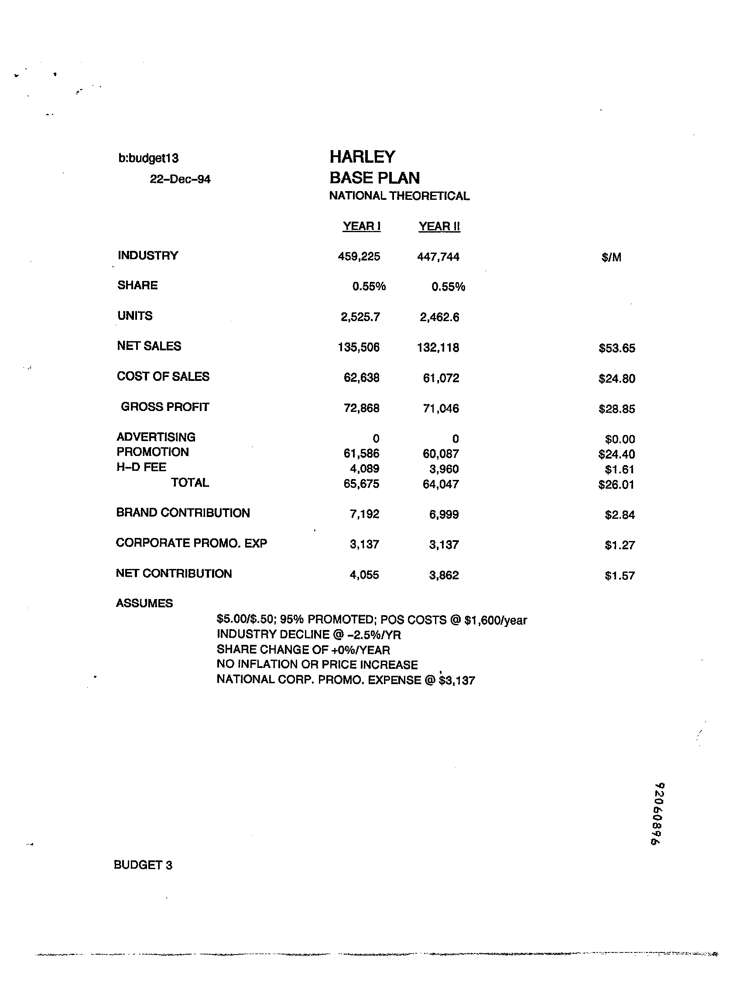 b:budget13 HARLEY
22-Dec-94 BASE PLAN
NATIONAL THEORETICAL
YEAR I YEAR II
INDUSTRY 459,225 447,744 $/M
SHARE 0.55% 0.55%
UNITS 2,525.7 2,462.6
NET SALES 135,506 132,118 $53.65
COST OF SALES 62,638 61,072 $24.80
GROSS PROFIT 72,868 71,046 $28.85
ADVERTISING 0 0 $0.00
PROMOTION 61,586 60,087 $24.40
H-D FEE 4,089 3,960 $1.61
TOTAL 65,675 64,047 $26.01
BRAND CONTRIBUTION 7,192 6,999 $2.84
CORPORATE PROMO. EXP 3,137 3,137 $1.27
NET CONTRIBUTION 4,055 3,862 $1.57
ASSUMES
$5.00/$.50; 95% PROMOTED; POS COSTS @ $1,600/year
INDUSTRY DECLINE @ -2.5%/YR
SHARE CHANGE OF +0%/YEAR
NO INFLATION OR PRICE INCREASE
NATIONAL CORP. PROMO. EXPENSE @ $3,137
92060896
BUDGET 3